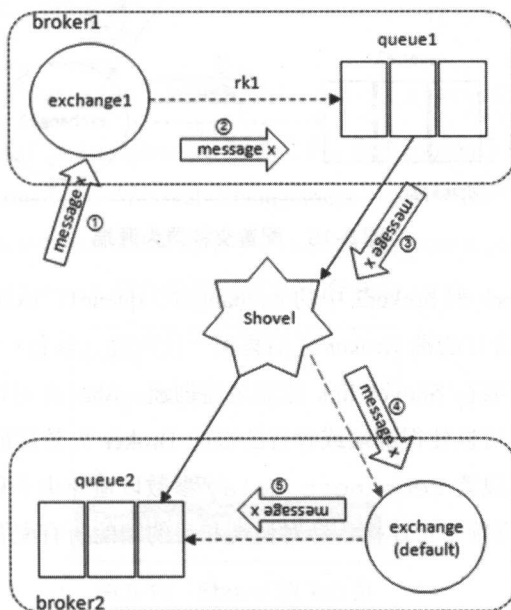 broker1
queue1
exchange1
rk1
②
message x
message x
①
message x
③
Shovel
message x
④
queue2
⑤
message x
exchange
(default)
broker2